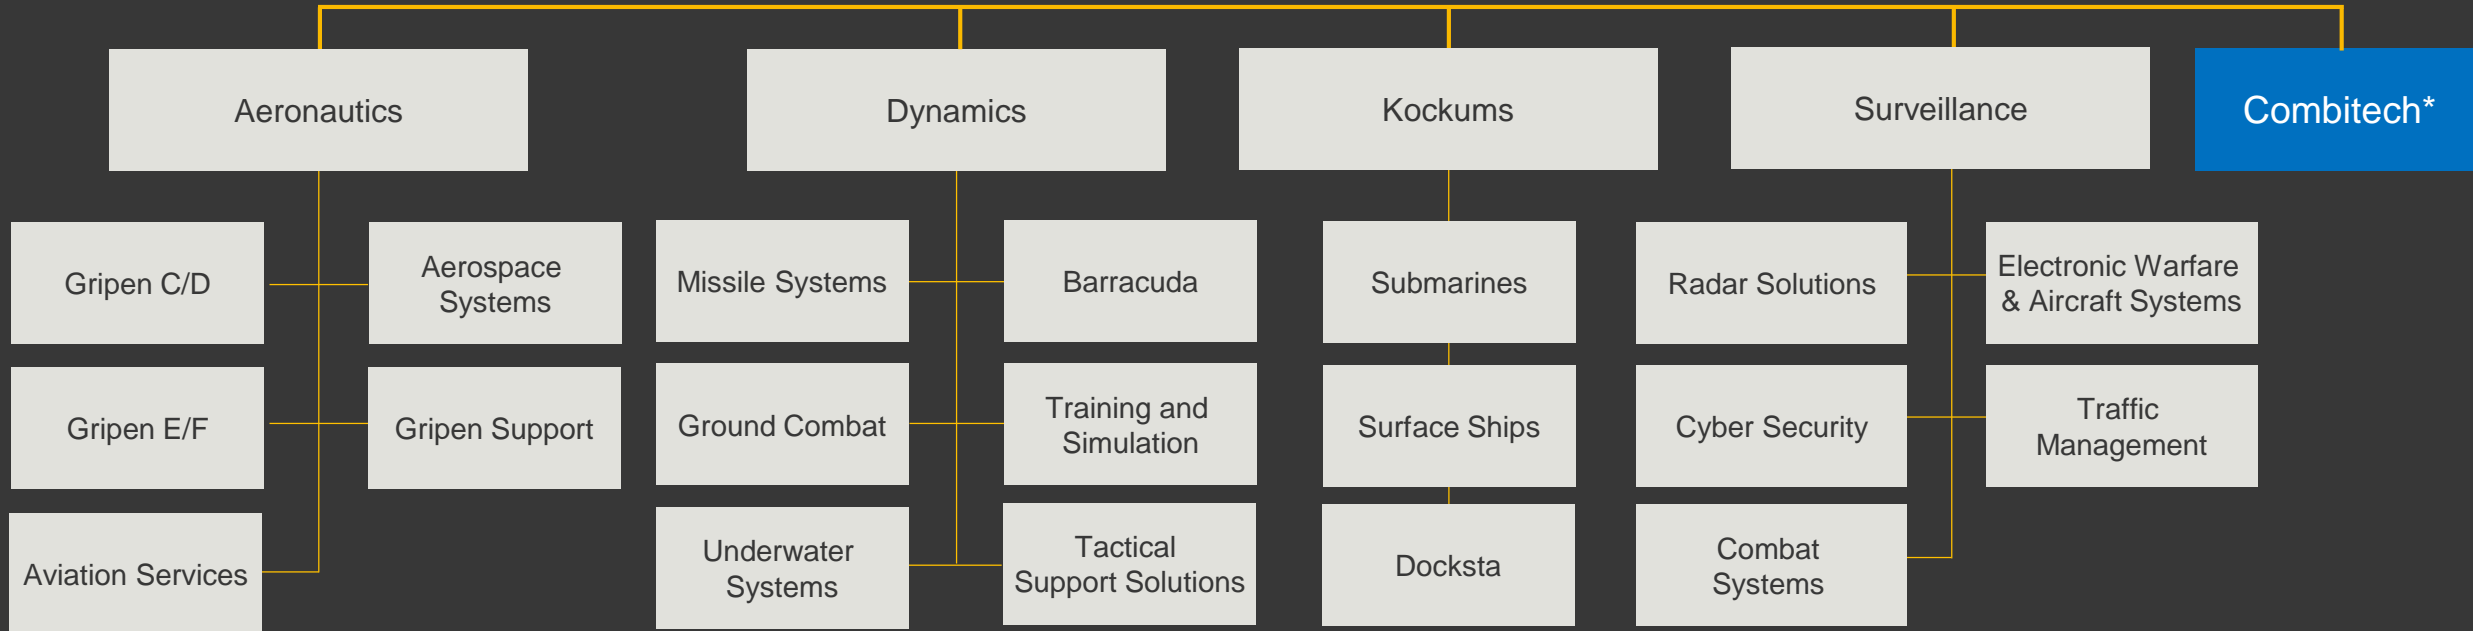 Aeronautics
Dynamics
Kockums
Surveillance
Combitech*
Gripen C/D
Aerospace
Systems
Missile Systems
Barracuda
Submarines
Radar Solutions
Electronic Warfare
& Aircraft Systems
Gripen E/F
Gripen Support
Ground Combat
Training and
Simulation
Surface Ships
Cyber Security
Traffic
Management
Aviation Services
Underwater
Systems
Tactical
Support Solutions
Docksta
Combat
Systems